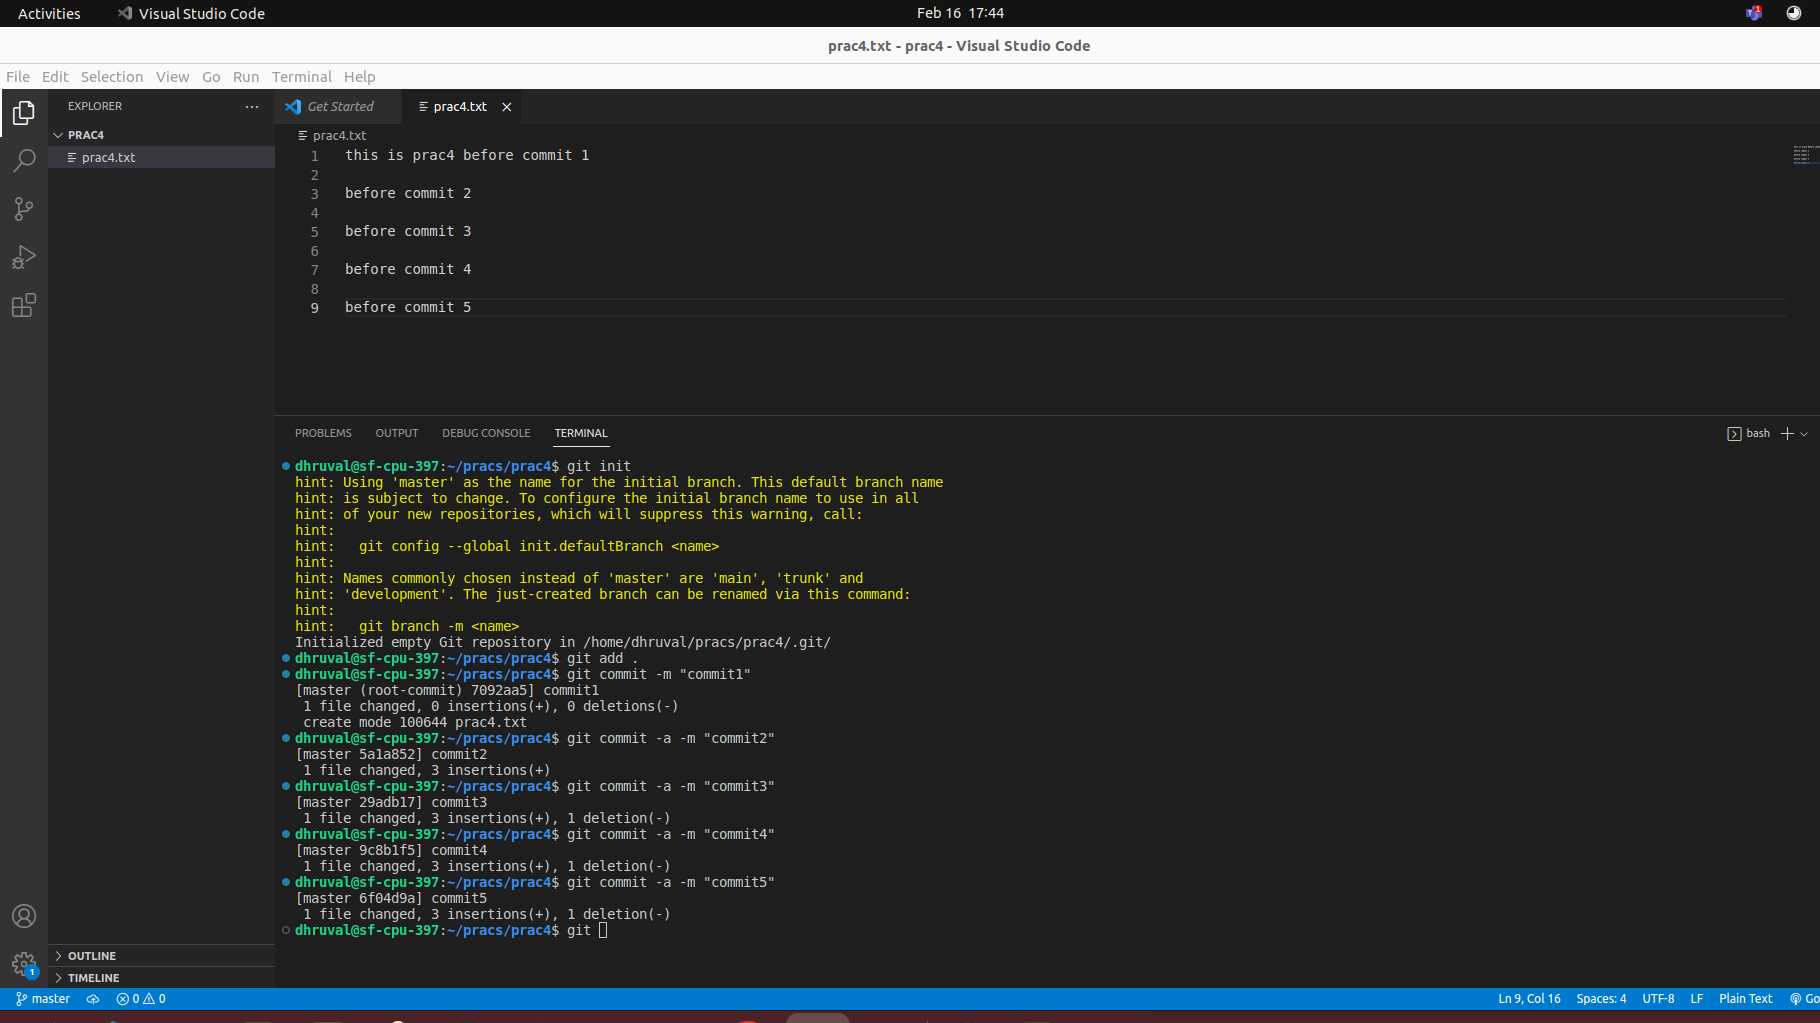 Activities
Visual Studio Code
Feb 16 17:44
1
prac4.txt - prac4 - Visual Studio Code
File Edit Selection View Go Run Terminal Help
EXPLORER
PRAC4
prac4.txt
OUTLINE
TIMELINE
1
Get Started
prac4.txt
prac4.txt
1 this is prac4 before commit 1
2
3 before commit 2
4
5 before commit 3
6
7 before commit 4
8
9 before commit 5
PROBLEMS OUTPUT DEBUG CONSOLE TERMINAL
bash
dhruval@sf-cpu-397:~/pracs/prac4$ git init
hint: Using 'master' as the name for the initial branch. This default branch name
hint: is subject to change. To configure the initial branch name to use in all
hint: of your new repositories, which will suppress this warning, call:
hint:
hint:   git config --global init.defaultBranch <name>
hint:
hint: Names commonly chosen instead of 'master' are 'main', 'trunk' and
hint: 'development'. The just-created branch can be renamed via this command:
hint:
hint:   git branch -m <name>
Initialized empty Git repository in /home/dhruval/pracs/prac4/.git/
dhruval@sf-cpu-397:~/pracs/prac4$ git add .
dhruval@sf-cpu-397:~/pracs/prac4$ git commit -m "commit1"
[master (root-commit) 7092aa5] commit1
1 file changed, 0 insertions(+), 0 deletions(-)
create mode 100644 prac4.txt
dhruval@sf-cpu-397:~/pracs/prac4$ git commit -a -m "commit2"
[master 5a1a852] commit2
1 file changed, 3 insertions(+)
dhruval@sf-cpu-397:~/pracs/prac4$ git commit -a -m "commit3"
[master 29adb17] commit3
1 file changed, 3 insertions(+), 1 deletion(-)
dhruval@sf-cpu-397:~/pracs/prac4$ git commit -a -m "commit4"
[master 9c8b1f5] commit4
1 file changed, 3 insertions(+), 1 deletion(-)
dhruval@sf-cpu-397:~/pracs/prac4$ git commit -a -m "commit5"
[master 6f04d9a] commit5
1 file changed, 3 insertions(+), 1 deletion(-)
dhruval@sf-cpu-397:~/pracs/prac4$ git
master 0 0
Ln 9, Col 16 Spaces: 4 UTF-8 LF Plain Text Go